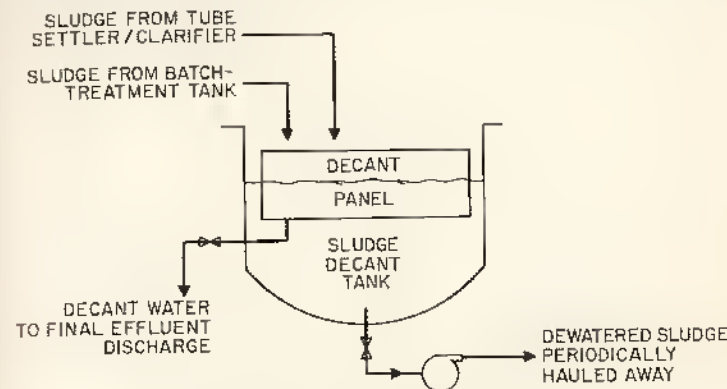 SLUDGE FROM TUBE
SETTLER/CLARIFIER
SLUDGE FROM BATCH-
TREATMENT TANK
DECANT
PANEL
SLUDGE
DECANT
TANK
DECANT WATER
TO FINAL EFFLUENT
DISCHARGE
DEWATERED SLUDGE
PERIODICALLY
HAULED AWAY